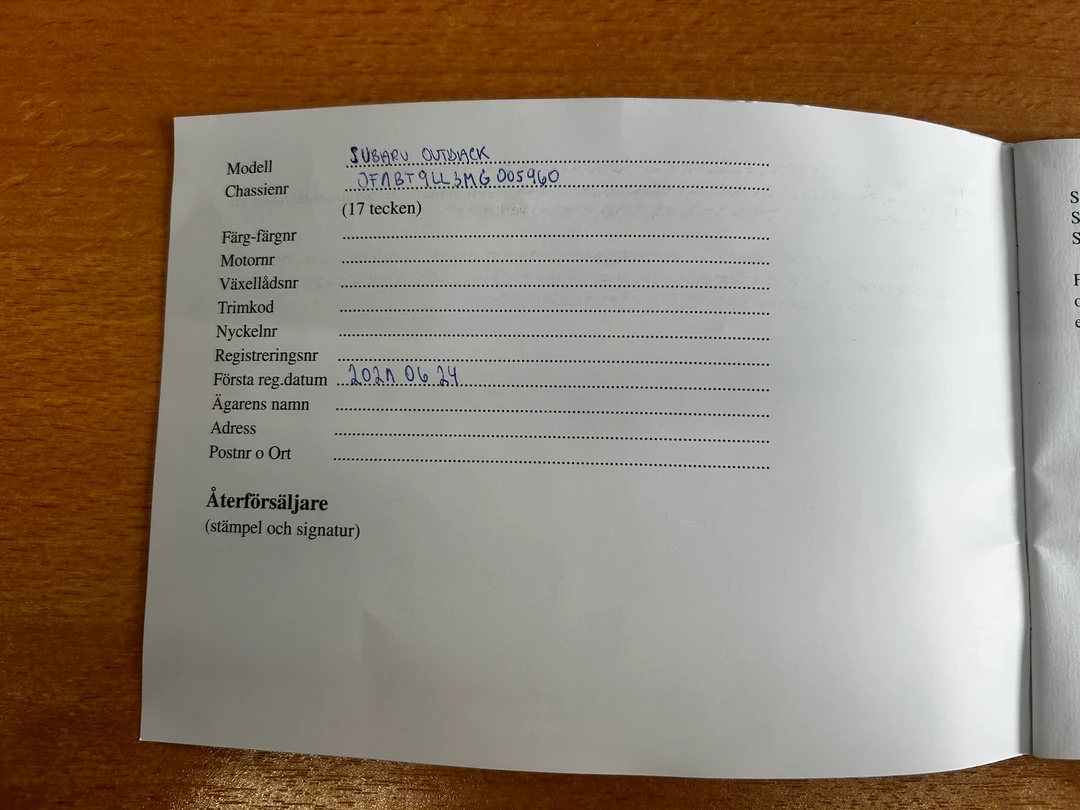 Modell SUBARU OUTBACK
Chassienr JF1BT9LL3MG005960
(17 tecken)
Färg-färgnr
Motornr
Växellådsnr
Trimkod
Nyckelnr
Registreringsnr
Första reg.datum 2021 06 24
Ägarens namn
Adress
Postnr o Ort
Återförsäljare
(stämpel och signatur)
S
S
S
F
o
e